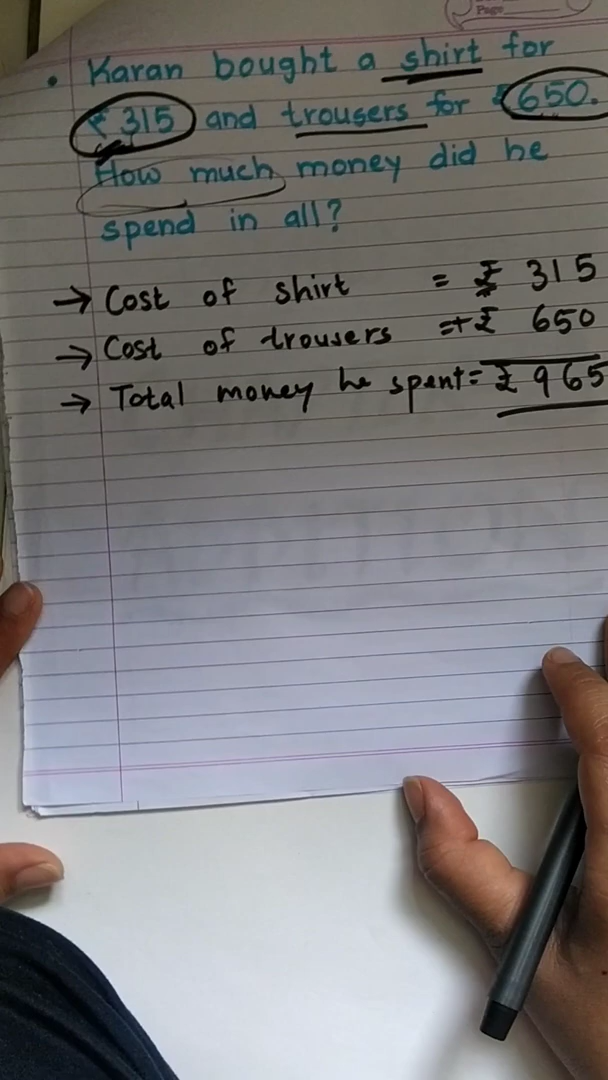 Page
• Karan bought a shirt for
₹ 315 and trousers for ₹ 650.
How much money did he
spend in all?
→ Cost of shirt = ₹ 315
→ Cost of trousers =+₹ 650
→ Total money he spent = ₹ 965